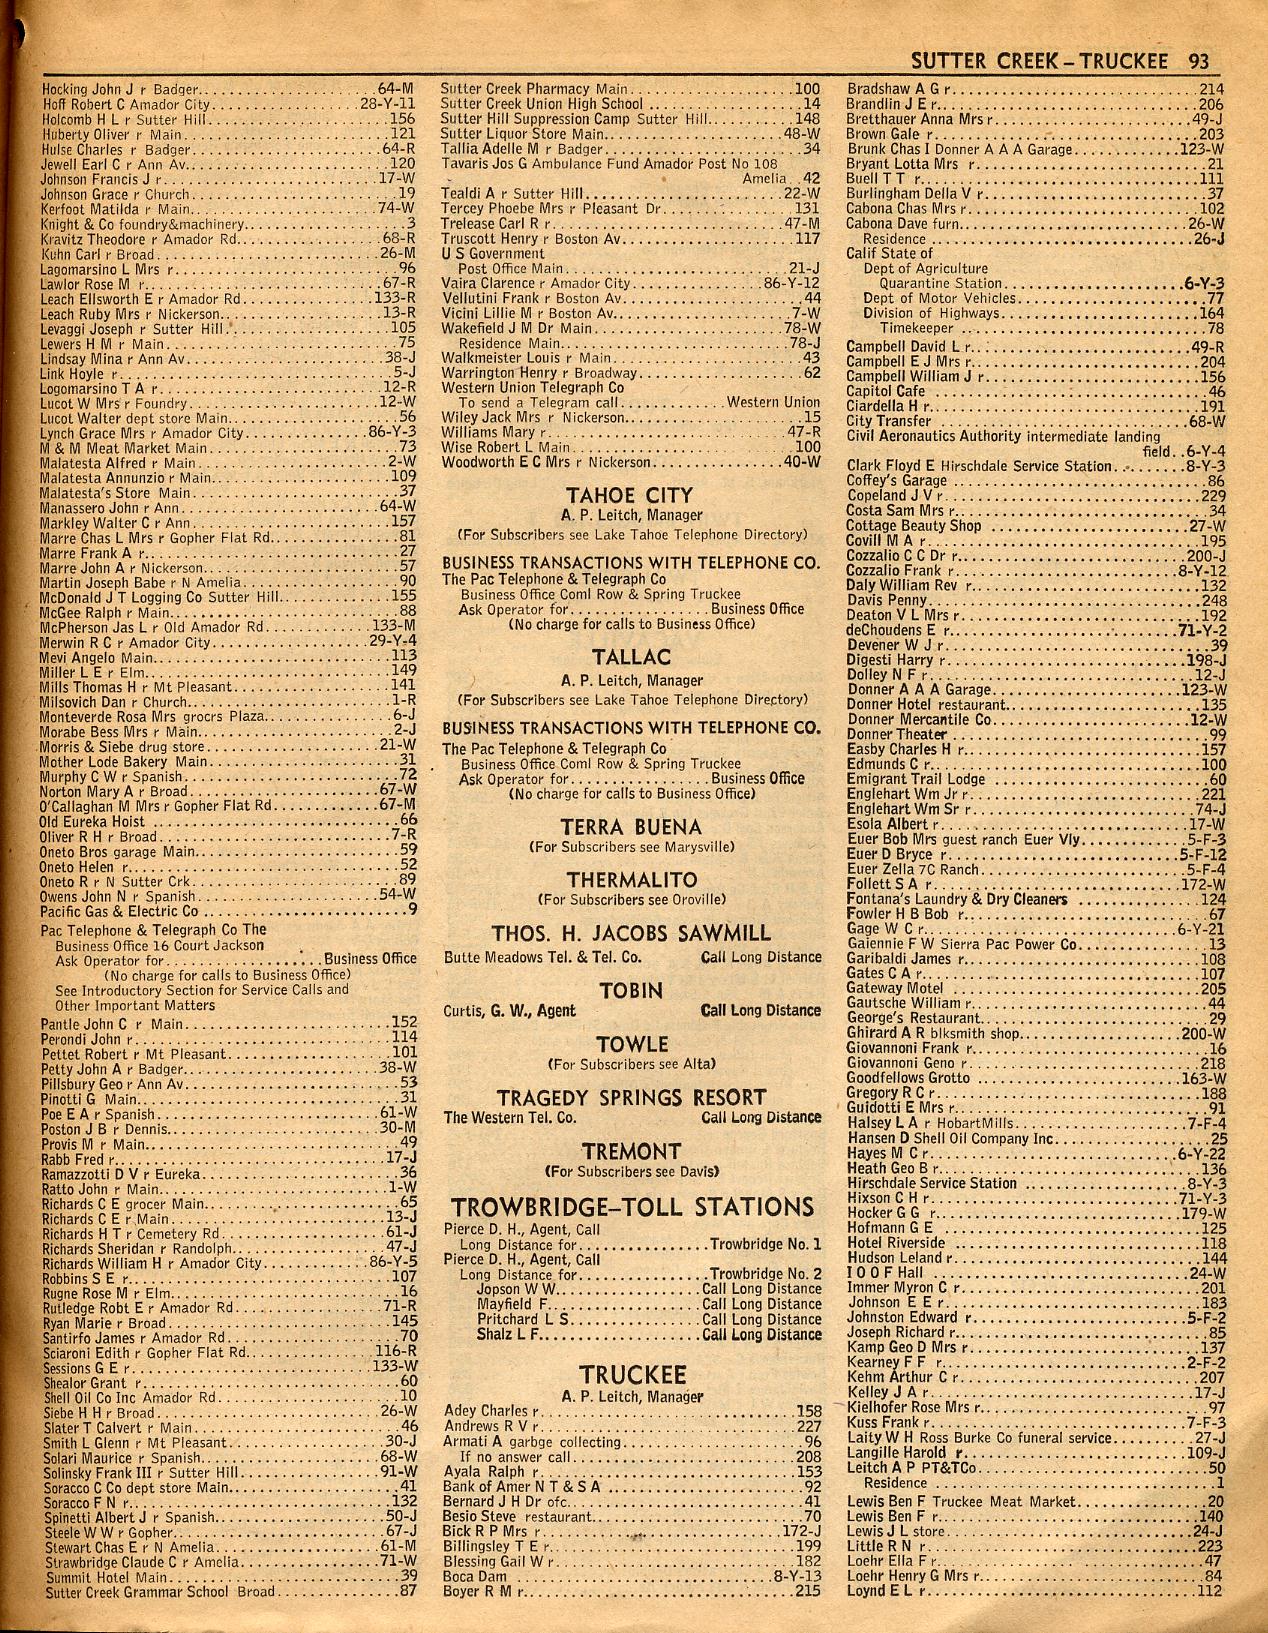 SUTTER CREEK – TRUCKEE 93
Hocking John J r Badger 64-M
Hoff Robert C Amador City 28-Y-11
Holcomb H L r Sutter Hill 156
Huberty Oliver r Main 121
Hulse Charles r Badger 64-R
Jewell Earl C r Ann Av 120
Johnson Francis J r 17-W
Johnson Grace r Church 19
Kerfoot Matilda r Main 74-W
Knight & Co foundry&machinery 3
Kravitz Theodore r Amador Rd 68-R
Kuhn Carl r Broad 26-M
Lagomarsino L Mrs r 96
Lawlor Rose M r 67-R
Leach Ellsworth E r Amador Rd 133-R
Leach Ruby Mrs r Nickerson 13-R
Levaggi Joseph r Sutter Hill 105
Lewers H M r Main 75
Lindsay Mina r Ann Av 38-J
Link Hoyle r 5-J
Logomarsino T A r 12-R
Lucot W Mrs r Foundry 12-W
Lucot Walter dept store Main 56
Lynch Grace Mrs r Amador City 86-Y-3
M & M Meat Market Main 73
Malatesta Alfred r Main 2-W
Malatesta Annunzio r Main 109
Malatesta's Store Main 37
Manassero John r Ann 64-W
Markley Walter C r Ann 157
Marre Chas L Mrs r Gopher Flat Rd 81
Marre Frank A r 27
Marre John A r Nickerson 57
Martin Joseph Babe r N Amelia 90
McDonald J T Logging Co Sutter Hill 155
McGee Ralph r Main 88
McPherson Jas L r Old Amador Rd 133-M
Merwin R C r Amador City 29-Y-4
Mevi Angelo Main 113
Miller L E r Elm 149
Mills Thomas H r Mt Pleasant 141
Milsovich Dan r Church 1-R
Monteverde Rosa Mrs grocrs Plaza 6-J
Morabe Bess Mrs r Main 2-J
Morris & Siebe drug store 21-W
Mother Lode Bakery Main 31
Murphy C W r Spanish 72
Norton Mary A r Broad 67-W
O'Callaghan M Mrs r Gopher Flat Rd 67-M
Old Eureka Hoist 66
Oliver R H r Broad 7-R
Oneto Bros garage Main 59
Oneto Helen r 52
Oneto R r N Sutter Crk 89
Owens John N r Spanish 54-W
Pacific Gas & Electric Co 9
Pac Telephone & Telegraph Co The
Business Office 16 Court Jackson
Ask Operator for Business Office
(No charge for calls to Business Office)
See Introductory Section for Service Calls and
Other Important Matters
Pantle John C r Main 152
Perondi John r 114
Pettet Robert r Mt Pleasant 101
Petty John A r Badger 38-W
Pillsbury Geo r Ann Av 53
Pinotti G Main 31
Poe E A r Spanish 61-W
Poston J B r Dennis 30-M
Provis M r Main 49
Rabb Fred r 17-J
Ramazzotti D V r Eureka 36
Ratto John r Main 1-W
Richards C E grocer Main 65
Richards C E r Main 13-J
Richards H T r Cemetery Rd 61-J
Richards Sheridan r Randolph 47-J
Richards William H r Amador City 86-Y-5
Robbins S E r 107
Rugne Rose M r Elm 16
Rutledge Robt E r Amador Rd 71-R
Ryan Marie r Broad 145
Santirfo James r Amador Rd 70
Sciaroni Edith r Gopher Flat Rd 116-R
Sessions G E r 133-W
Shealor Grant r 60
Shell Oil Co Inc Amador Rd 10
Siebe H H r Broad 26-W
Slater T Calvert r Main 46
Smith L Glenn r Mt Pleasant 30-J
Solari Maurice r Spanish 68-W
Solinsky Frank III r Sutter Hill 91-W
Soracco C Co dept store Main 41
Soracco F N r 132
Spinetti Albert J r Spanish 50-J
Steele W W r Gopher 67-J
Stewart Chas E r N Amelia 61-M
Strawbridge Claude C r Amelia 71-W
Summit Hotel Main 39
Sutter Creek Grammar School Broad 87
Sutter Creek Pharmacy Main 100
Sutter Creek Union High School 14
Sutter Hill Suppression Camp Sutter Hill 148
Sutter Liquor Store Main 48-W
Tallia Adelle M r Badger 34
Tavaris Jos G Ambulance Fund Amador Post No 108
Amelia 42
Tealdi A r Sutter Hill 22-W
Tercey Phoebe Mrs r Pleasant Dr 131
Trelease Carl R r 47-M
Truscott Henry r Boston Av 117
U S Government
Post Office Main 21-J
Vaira Clarence r Amador City 86-Y-12
Vellutini Frank r Boston Av 44
Vicini Lillie M r Boston Av 7-W
Wakefield J M Dr Main 78-W
Residence Main 78-J
Walkmeister Louis r Main 43
Warrington Henry r Broadway 62
Western Union Telegraph Co
To send a Telegram call Western Union
Wiley Jack Mrs r Nickerson 15
Williams Mary r 47-R
Wise Robert L Main 100
Woodworth E C Mrs r Nickerson 40-W
TAHOE CITY
A. P. Leitch, Manager
(For Subscribers see Lake Tahoe Telephone Directory)
BUSINESS TRANSACTIONS WITH TELEPHONE CO.
The Pac Telephone & Telegraph Co
Business Office Coml Row & Spring Truckee
Ask Operator for Business Office
(No charge for calls to Business Office)
TALLAC
A. P. Leitch, Manager
(For Subscribers see Lake Tahoe Telephone Directory)
BUSINESS TRANSACTIONS WITH TELEPHONE CO.
The Pac Telephone & Telegraph Co
Business Office Coml Row & Spring Truckee
Ask Operator for Business Office
(No charge for calls to Business Office)
TERRA BUENA
(For Subscribers see Marysville)
THERMALITO
(For Subscribers see Oroville)
THOS. H. JACOBS SAWMILL
Butte Meadows Tel. & Tel. Co. Call Long Distance
TOBIN
Curtis, G. W., Agent Call Long Distance
TOWLE
(For Subscribers see Alta)
TRAGEDY SPRINGS RESORT
The Western Tel. Co. Call Long Distance
TREMONT
(For Subscribers see Davis)
TROWBRIDGE–TOLL STATIONS
Pierce D. H., Agent, Call
Long Distance for Trowbridge No. 1
Pierce D. H., Agent, Call
Long Distance for Trowbridge No. 2
Jopson W W Call Long Distance
Mayfield F Call Long Distance
Pritchard L S Call Long Distance
Shalz L F Call Long Distance
TRUCKEE
A. P. Leitch, Manager
Adey Charles r 158
Andrews R V r 227
Armati A garbge collecting 96
If no answer call 208
Ayala Ralph r 153
Bank of Amer N T & S A 92
Bernard J H Dr ofc 41
Besio Steve restaurant 70
Bick R P Mrs r 172-J
Billingsley T E r 199
Blessing Gail W r 182
Boca Dam 8-Y-13
Boyer R M r 215
Bradshaw A G r 214
Brandlin J E r 206
Bretthauer Anna Mrs r 49-J
Brown Gale r 203
Brunk Chas I Donner A A A Garage 123-W
Bryant Lotta Mrs r 21
Buell T T r 111
Burlingham Della V r 37
Cabona Chas Mrs r 102
Cabona Dave furn 26-W
Residence 26-J
Calif State of
Dept of Agriculture
Quarantine Station 6-Y-3
Dept of Motor Vehicles 77
Division of Highways 164
Timekeeper 78
Campbell David L r 49-R
Campbell E J Mrs r 204
Campbell William J r 156
Capitol Cafe 46
Ciardella H r 191
City Transfer 68-W
Civil Aeronautics Authority intermediate landing
field 6-Y-4
Clark Floyd E Hirschdale Service Station 8-Y-3
Coffey's Garage 86
Copeland J V r 229
Costa Sam Mrs r 34
Cottage Beauty Shop 27-W
Covill M A r 195
Cozzalio C C Dr r 200-J
Cozzalio Frank r 8-Y-12
Daly William Rev r 132
Davis Penny 248
Deaton V L Mrs r 192
deChoudens E r 71-Y-2
Devener W J r 39
Digesti Harry r 198-J
Dolley N F r 12-J
Donner A A A Garage 123-W
Donner Hotel restaurant 135
Donner Mercantile Co 12-W
Donner Theater 99
Easby Charles H r 157
Edmunds C r 100
Emigrant Trail Lodge 60
Englehart Wm Jr r 221
Englehart Wm Sr r 74-J
Esola Albert r 17-W
Euer Bob Mrs guest ranch Euer Vly 5-F-3
Euer D Bryce r 5-F-12
Euer Zella 7C Ranch 5-F-4
Follett S A r 172-W
Fontana's Laundry & Dry Cleaners 124
Fowler H B Bob r 67
Gage W C r 6-Y-21
Gaiennie F W Sierra Pac Power Co 13
Garibaldi James r 108
Gates C A r 107
Gateway Motel 205
Gautsche William r 44
George's Restaurant 29
Ghirard A R blksmith shop 200-W
Giovannoni Frank r 16
Giovannoni Geno r 218
Goodfellows Grotto 163-W
Gregory R C r 188
Guidotti E Mrs r 91
Halsey L A r HobartMills 7-F-4
Hansen D Shell Oil Company Inc 25
Hayes M C r 6-Y-22
Heath Geo B r 136
Hirschdale Service Station 8-Y-3
Hixson C H r 71-Y-3
Hocker G G r 179-W
Hofmann G E 125
Hotel Riverside 118
Hudson Leland r 144
I O O F Hall 24-W
Immer Myron C r 201
Johnson E E r 183
Johnston Edward r 5-F-2
Joseph Richard r 85
Kamp Geo D Mrs r 137
Kearney F F r 2-F-2
Kehm Arthur C r 207
Kelley J A r 17-J
Kielhofer Rose Mrs r 97
Kuss Frank r 7-F-3
Laity W H Ross Burke Co funeral service 27-J
Langille Harold r 109-J
Leitch A P PT&TCo 50
Residence 1
Lewis Ben F Truckee Meat Market 20
Lewis Ben F r 140
Lewis J L store 24-J
Little R N r 223
Loehr Ella F r 47
Loehr Henry G Mrs r 84
Loynd E L r 112